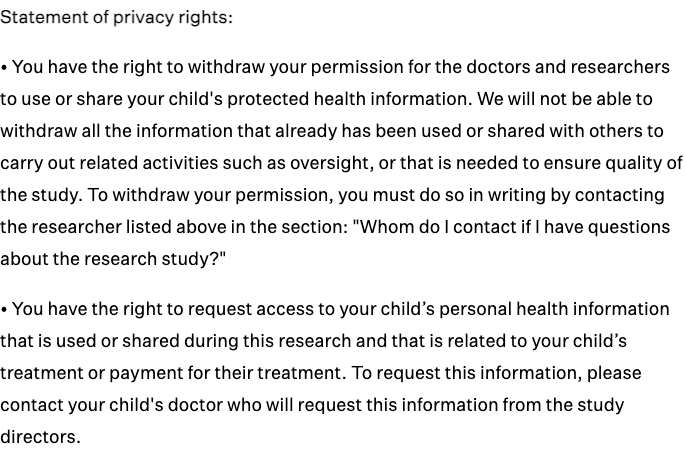 Statement of privacy rights:
• You have the right to withdraw your permission for the doctors and researchers
to use or share your child's protected health information. We will not be able to
withdraw all the information that already has been used or shared with others to
carry out related activities such as oversight, or that is needed to ensure quality of
the study. To withdraw your permission, you must do so in writing by contacting
the researcher listed above in the section: "Whom do I contact if I have questions
about the research study?"
• You have the right to request access to your child’s personal health information
that is used or shared during this research and that is related to your child’s
treatment or payment for their treatment. To request this information, please
contact your child's doctor who will request this information from the study
directors.